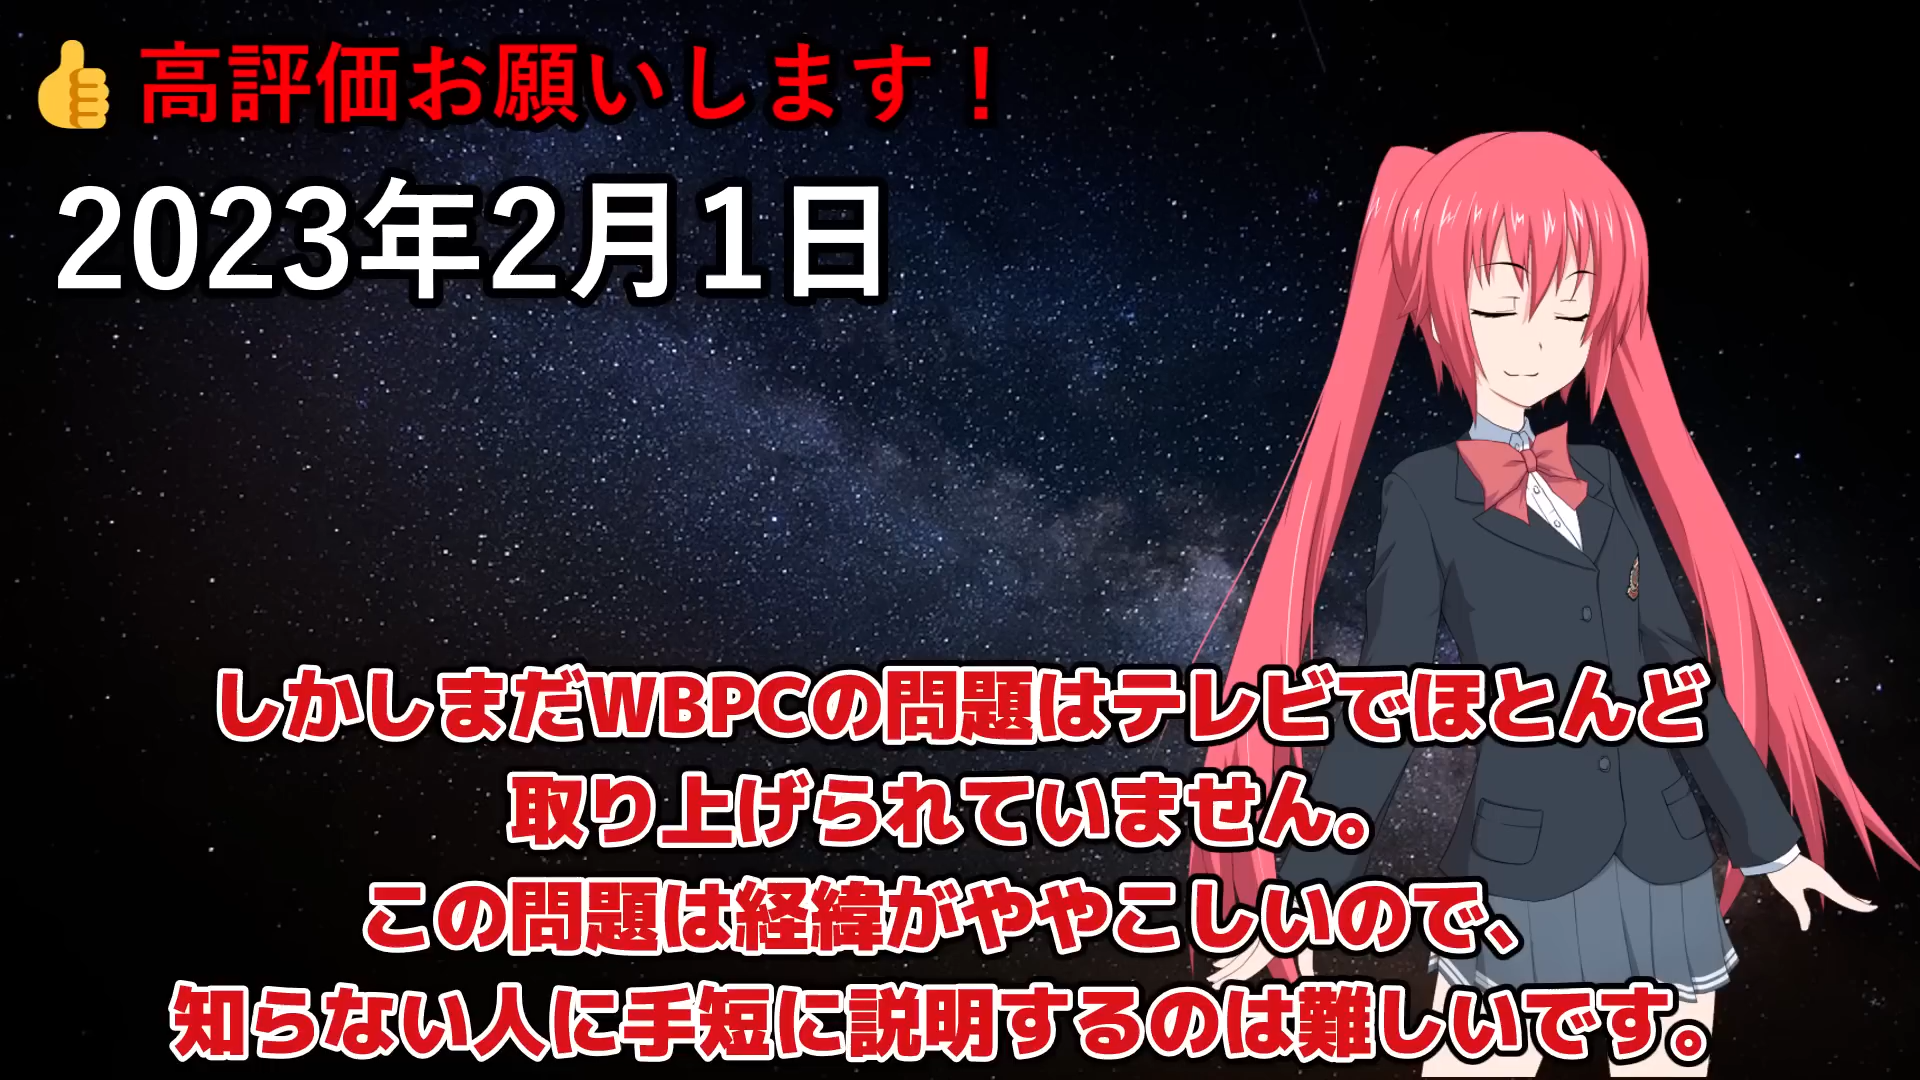 高評価お願いします！
2023年2月1日
しかしまだWBPCの問題はテレビでほとんど
取り上げられていません。
この問題は経緯がややこしいので、
知らない人に手短に説明するのは難しいです。